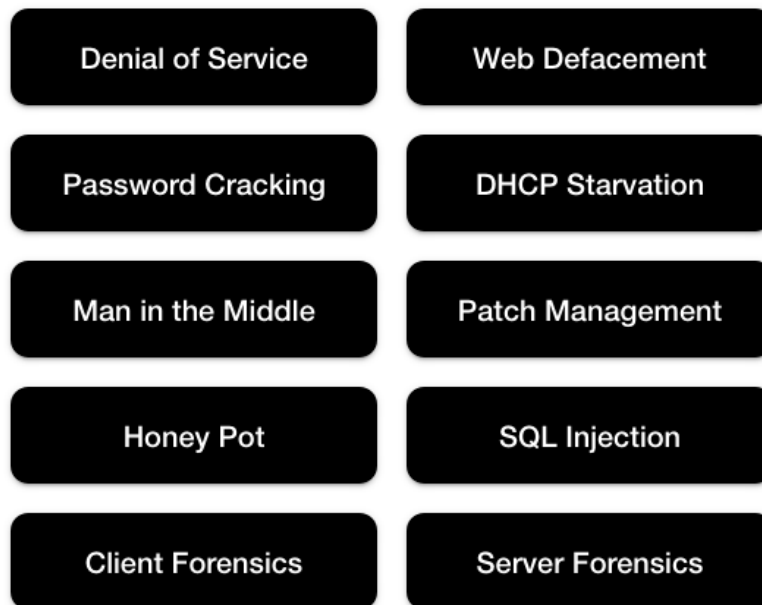 Denial of Service
Web Defacement
Password Cracking
DHCP Starvation
Man in the Middle
Patch Management
Honey Pot
SQL Injection
Client Forensics
Server Forensics